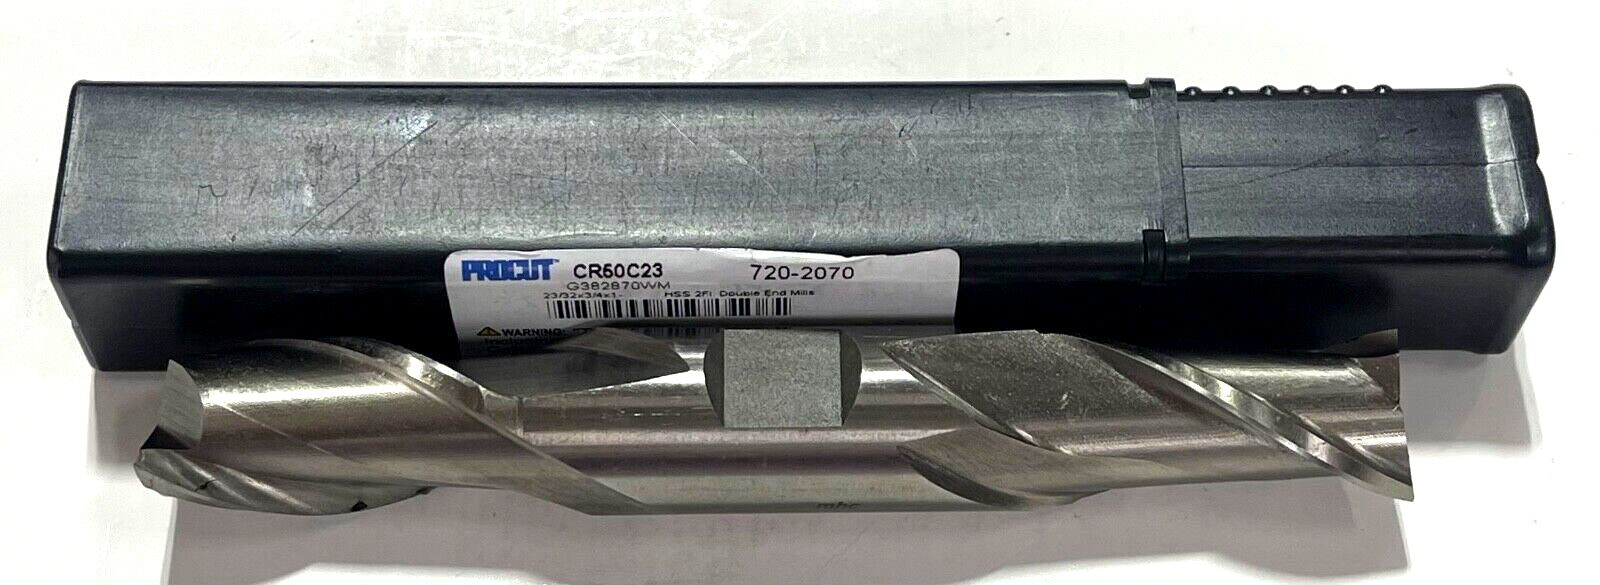 PROCUT CR50C23 720-2070
G382870WM
23/32x3/4x1- HSS 2Fl Double End Mills
WARNING: